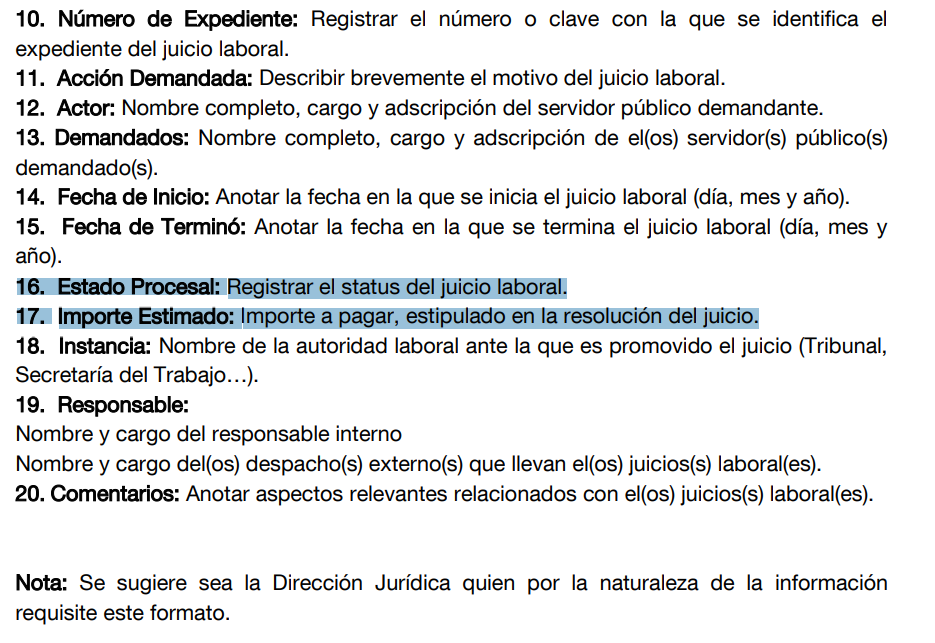 10. Número de Expediente: Registrar el número o clave con la que se identifica el
expediente del juicio laboral.
11. Acción Demandada: Describir brevemente el motivo del juicio laboral.
12. Actor: Nombre completo, cargo y adscripción del servidor público demandante.
13. Demandados: Nombre completo, cargo y adscripción de el(os) servidor(s) público(s)
demandado(s).
14. Fecha de Inicio: Anotar la fecha en la que se inicia el juicio laboral (día, mes y año).
15. Fecha de Terminó: Anotar la fecha en la que se termina el juicio laboral (día, mes y
año).
16. Estado Procesal: Registrar el status del juicio laboral.
17. Importe Estimado: Importe a pagar, estipulado en la resolución del juicio.
18. Instancia: Nombre de la autoridad laboral ante la que es promovido el juicio (Tribunal,
Secretaría del Trabajo…).
19. Responsable:
Nombre y cargo del responsable interno
Nombre y cargo del(os) despacho(s) externo(s) que llevan el(os) juicios(s) laboral(es).
20. Comentarios: Anotar aspectos relevantes relacionados con el(os) juicios(s) laboral(es).
Nota: Se sugiere sea la Dirección Jurídica quien por la naturaleza de la información
requisite este formato.